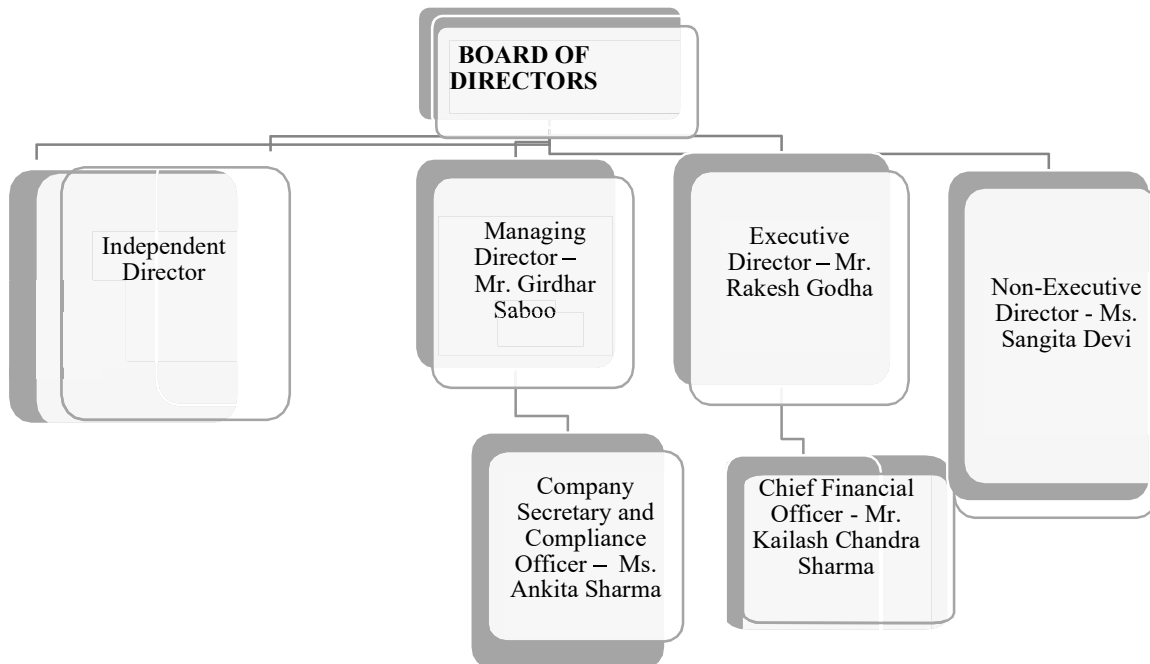 BOARD OF
DIRECTORS
Independent
Director
Managing
Director –
Mr. Girdhar
Saboo
Executive
Director – Mr.
Rakesh Godha
Non-Executive
Director - Ms.
Sangita Devi
Company
Secretary and
Compliance
Officer – Ms.
Ankita Sharma
Chief Financial
Officer - Mr.
Kailash Chandra
Sharma